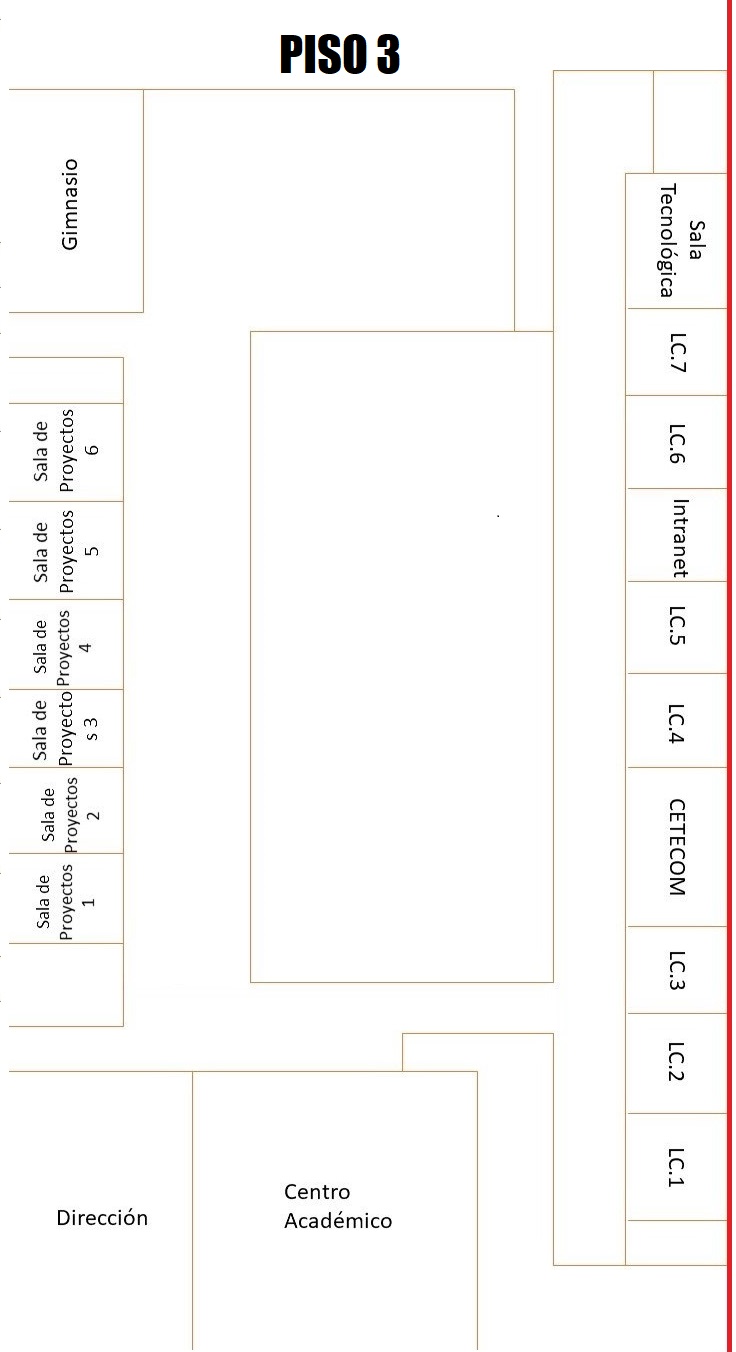 PISO 3
Gimnasio
Sala
Tecnológica
LC.7
LC.6
Intranet
LC.5
LC.4
CETECOM
LC.3
LC.2
LC.1
Sala de
Proyectos
6
Sala de
Proyectos
5
Sala de
Proyectos
4
Sala de
Proyecto
s 3
Sala de
Proyectos
2
Sala de
Proyectos
1
Dirección
Centro
Académico